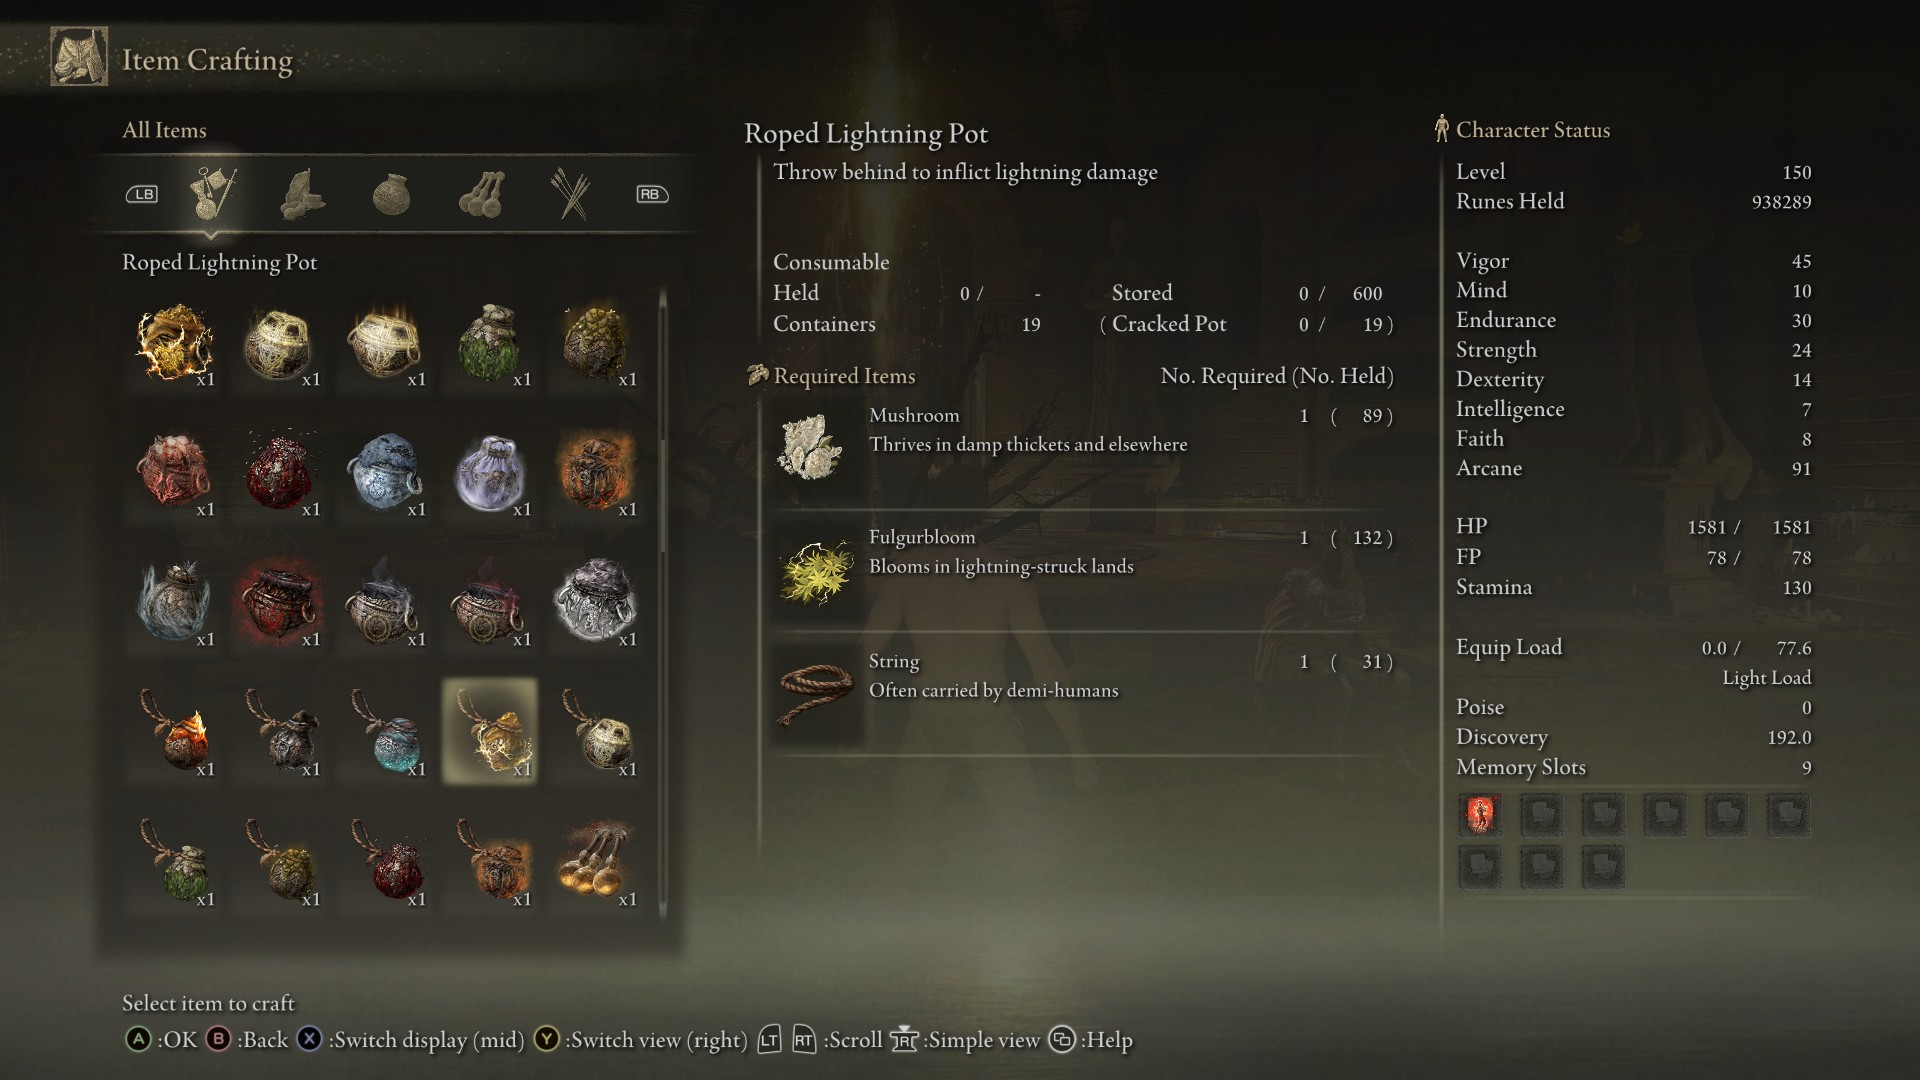 Item Crafting
All Items
LB
RB
Roped Lightning Pot
x1 x1 x1 x1 x1
x1 x1 x1 x1 x1
x1 x1 x1 x1 x1
x1 x1 x1 x1 x1
x1 x1 x1 x1 x1
Roped Lightning Pot
Throw behind to inflict lightning damage
Consumable
Held 0 / - Stored 0 / 600
Containers 19 ( Cracked Pot 0 / 19 )
Required Items No. Required (No. Held)
Mushroom 1 ( 89 )
Thrives in damp thickets and elsewhere
Fulgurbloom 1 ( 132 )
Blooms in lightning-struck lands
String 1 ( 31 )
Often carried by demi-humans
Character Status
Level 150
Runes Held 938289
Vigor 45
Mind 10
Endurance 30
Strength 24
Dexterity 14
Intelligence 7
Faith 8
Arcane 91
HP 1581 / 1581
FP 78 / 78
Stamina 130
Equip Load 0.0 / 77.6
Light Load
Poise 0
Discovery 192.0
Memory Slots 9
Select item to craft
A :OK B :Back X :Switch display (mid) Y :Switch view (right) LT RT :Scroll R :Simple view :Help